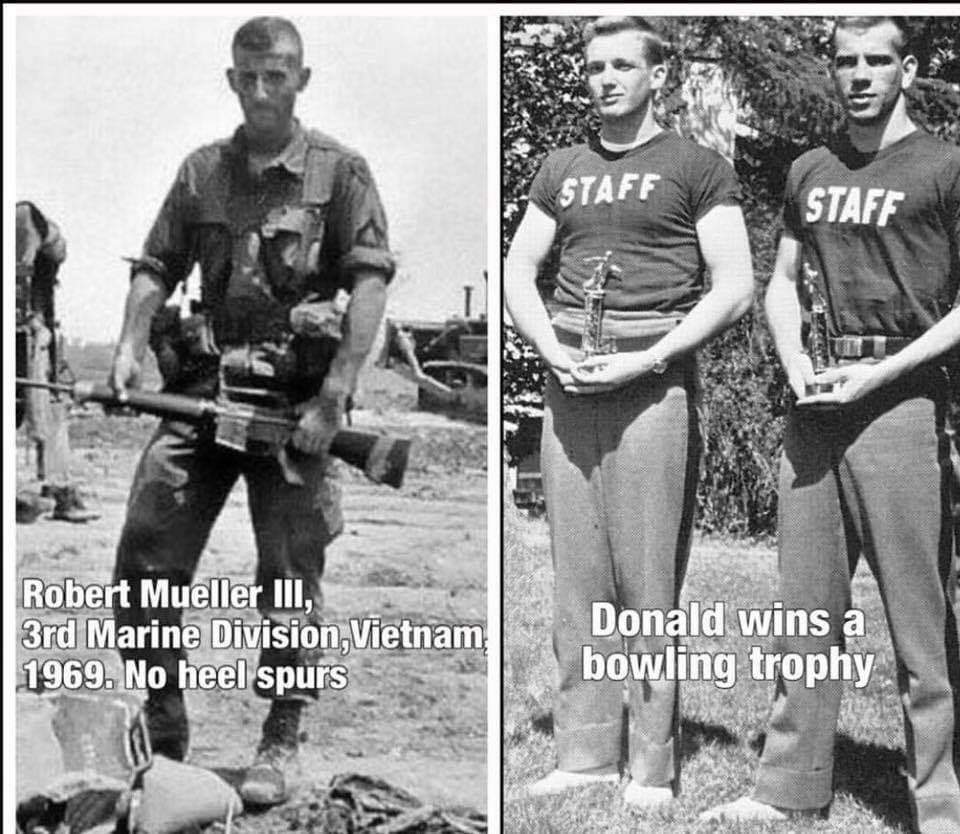 Robert Mueller III,
3rd Marine Division,Vietnam,
1969. No heel spurs
STAFF
STAFF
Donald wins a
bowling trophy